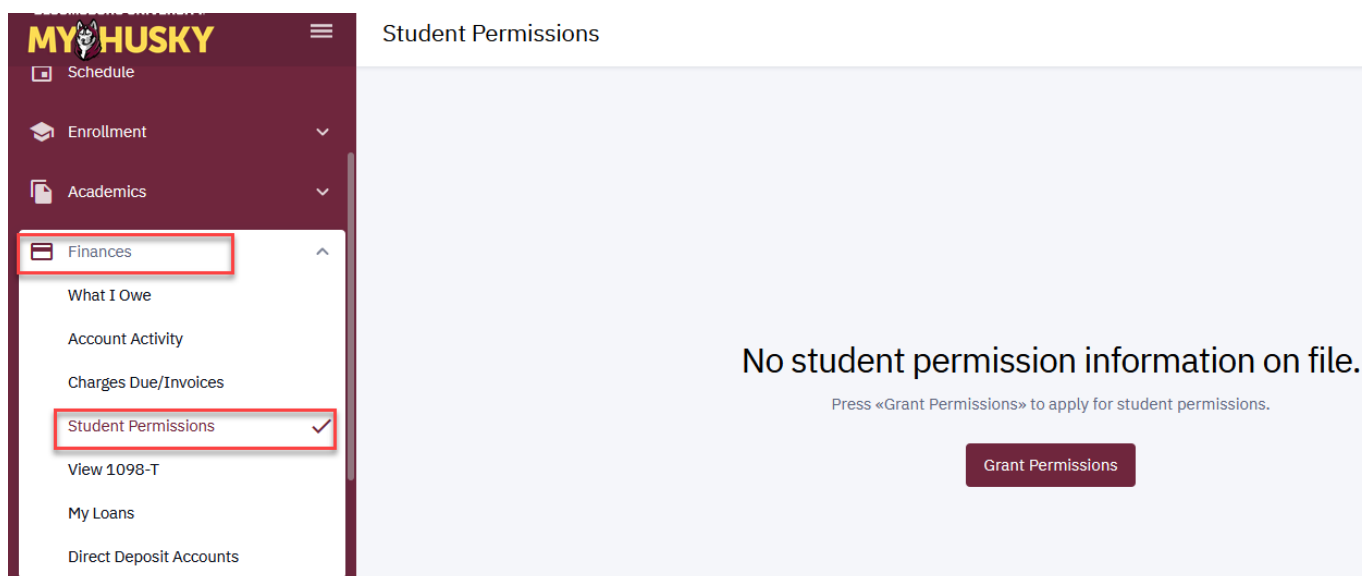 MY HUSKY
Student Permissions
Schedule
Enrollment
Academics
Finances
What I Owe
Account Activity
Charges Due/Invoices
Student Permissions
View 1098-T
My Loans
Direct Deposit Accounts
No student permission information on file.
Press «Grant Permissions» to apply for student permissions.
Grant Permissions